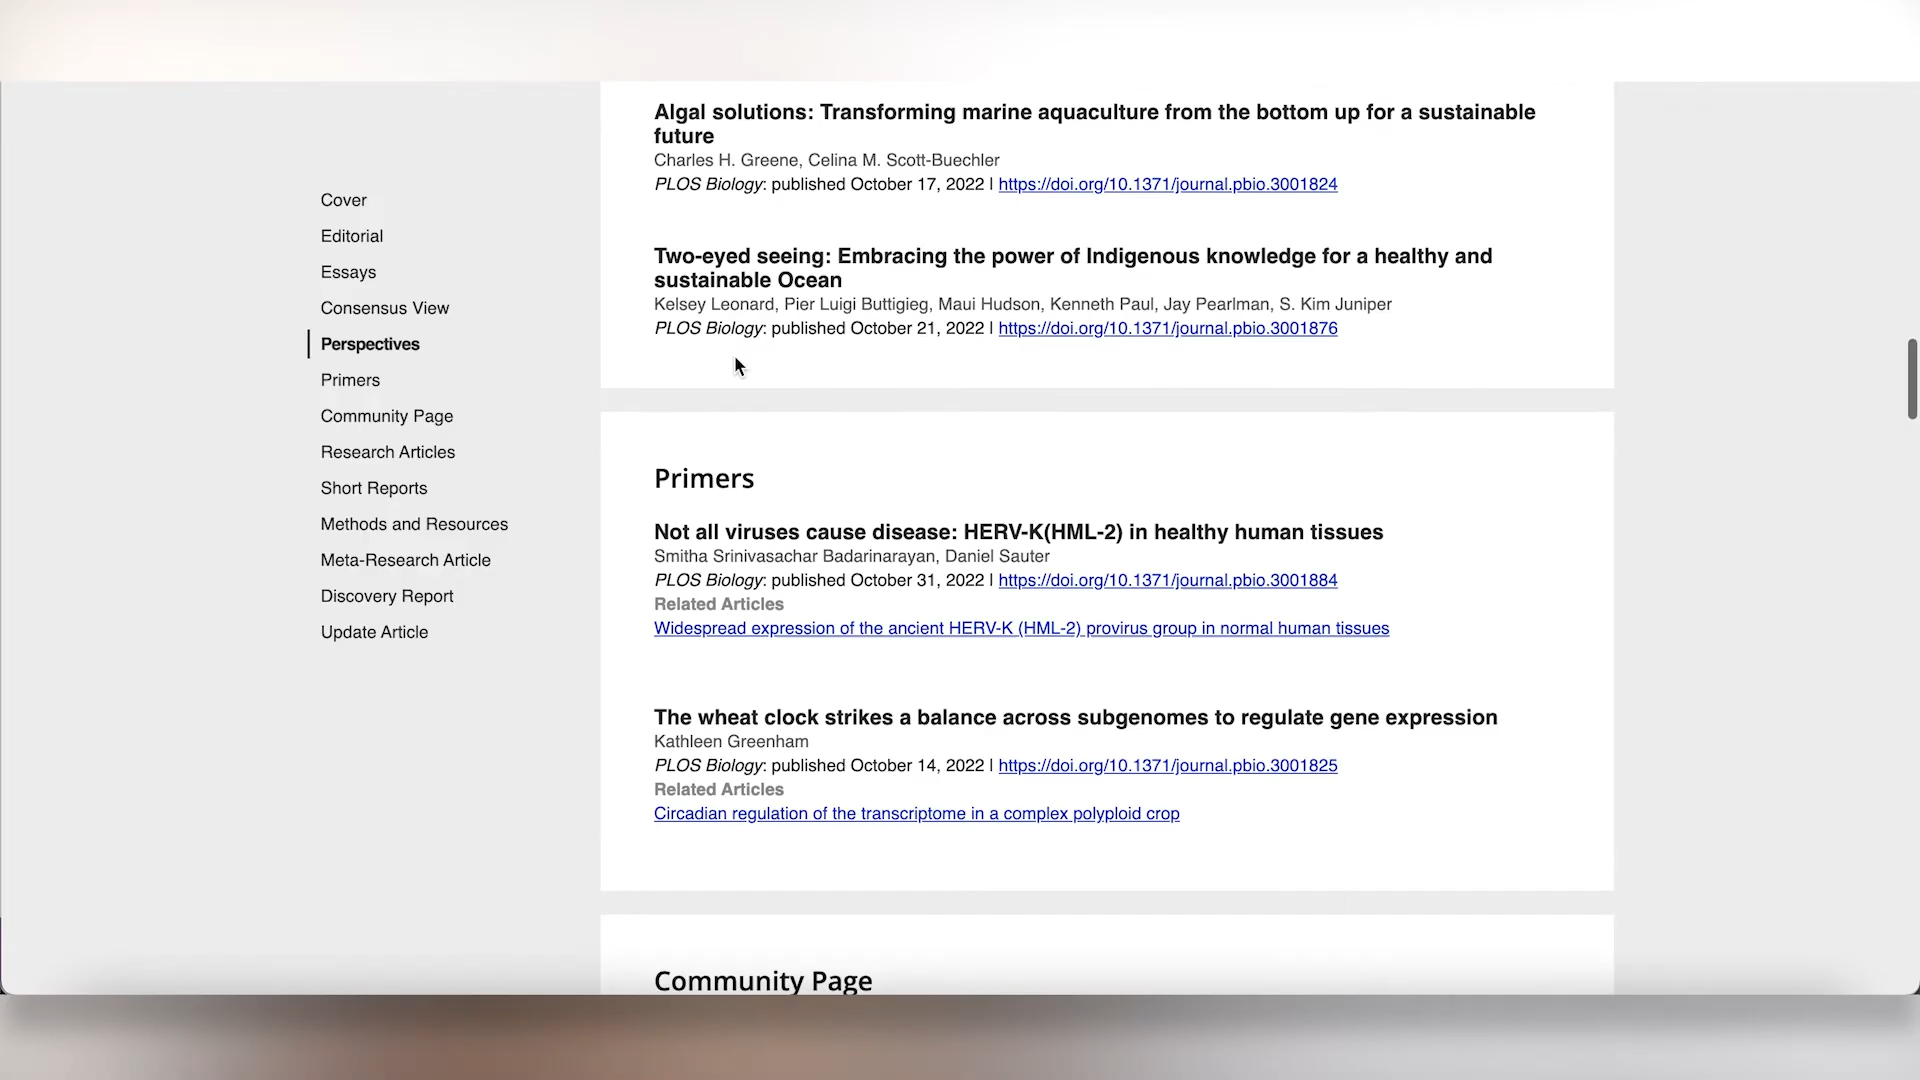 Cover
Editorial
Essays
Consensus View
Perspectives
Primers
Community Page
Research Articles
Short Reports
Methods and Resources
Meta-Research Article
Discovery Report
Update Article
Algal solutions: Transforming marine aquaculture from the bottom up for a sustainable
future
Charles H. Greene, Celina M. Scott-Buechler
PLOS Biology: published October 17, 2022 | https://doi.org/10.1371/journal.pbio.3001824
Two-eyed seeing: Embracing the power of Indigenous knowledge for a healthy and
sustainable Ocean
Kelsey Leonard, Pier Luigi Buttigieg, Maui Hudson, Kenneth Paul, Jay Pearlman, S. Kim Juniper
PLOS Biology: published October 21, 2022 | https://doi.org/10.1371/journal.pbio.3001876
Primers
Not all viruses cause disease: HERV-K(HML-2) in healthy human tissues
Smitha Srinivasachar Badarinarayan, Daniel Sauter
PLOS Biology: published October 31, 2022 | https://doi.org/10.1371/journal.pbio.3001884
Related Articles
Widespread expression of the ancient HERV-K (HML-2) provirus group in normal human tissues
The wheat clock strikes a balance across subgenomes to regulate gene expression
Kathleen Greenham
PLOS Biology: published October 14, 2022 | https://doi.org/10.1371/journal.pbio.3001825
Related Articles
Circadian regulation of the transcriptome in a complex polyploid crop
Community Page